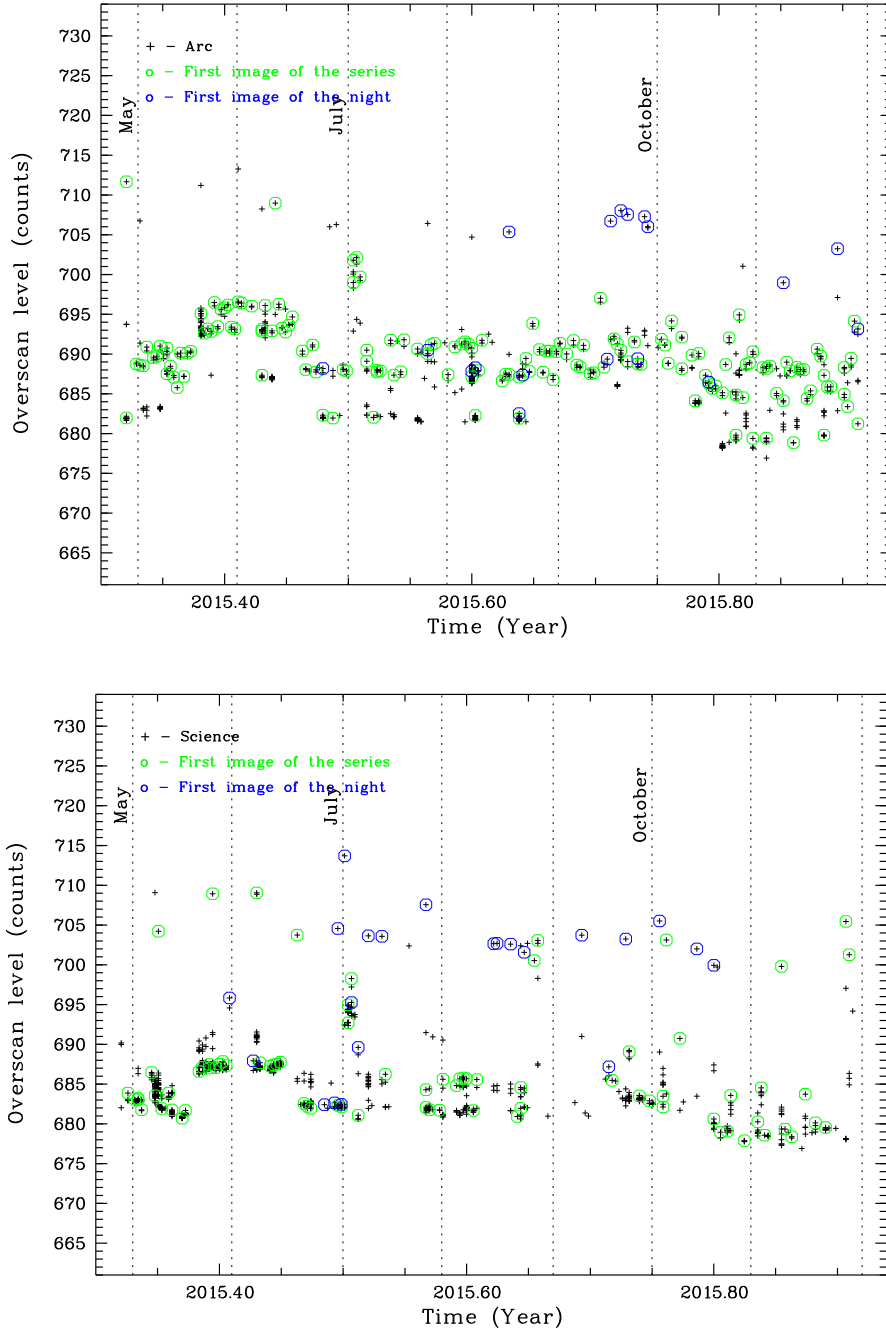 730
725
720
715
710
705
700
695
690
685
680
675
670
665
Overscan level (counts)
+ − Arc
o − First image of the series
o − First image of the night
May
July
October
2015.40
2015.60
2015.80
Time (Year)
730
725
720
715
710
705
700
695
690
685
680
675
670
665
Overscan level (counts)
+ − Science
o − First image of the series
o − First image of the night
May
July
October
2015.40
2015.60
2015.80
Time (Year)